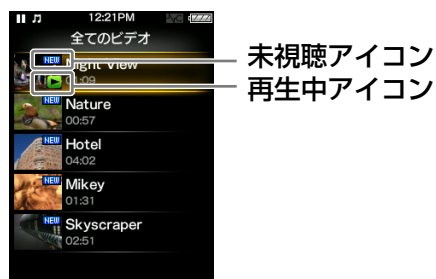 12:21PM
全てのビデオ
未視聴アイコン
NEW Night View
再生中アイコン
01:09
NEW Nature
00:57
NEW Hotel
04:02
NEW Mikey
01:31
NEW Skyscraper
02:51